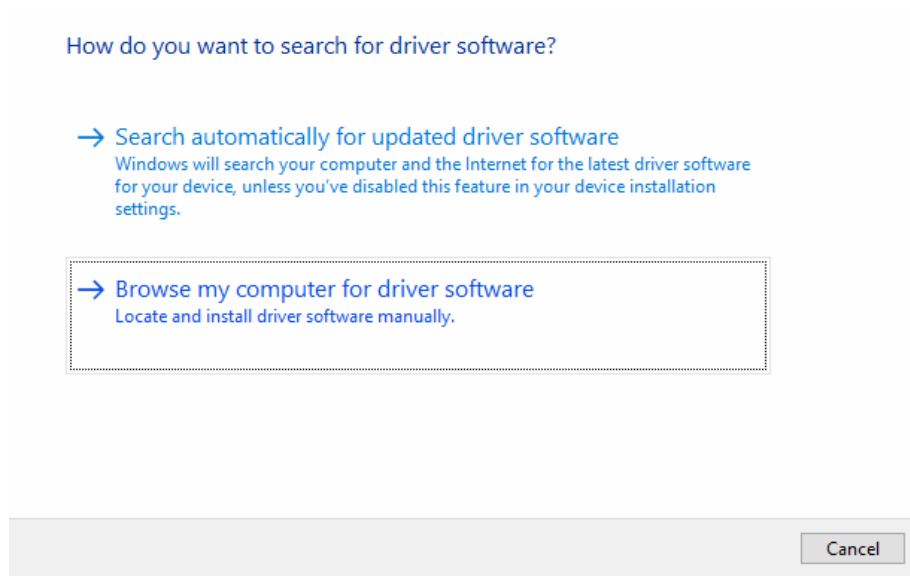 How do you want to search for driver software?
Search automatically for updated driver software
Windows will search your computer and the Internet for the latest driver software
for your device, unless you've disabled this feature in your device installation
settings.
Browse my computer for driver software
Locate and install driver software manually.
Cancel